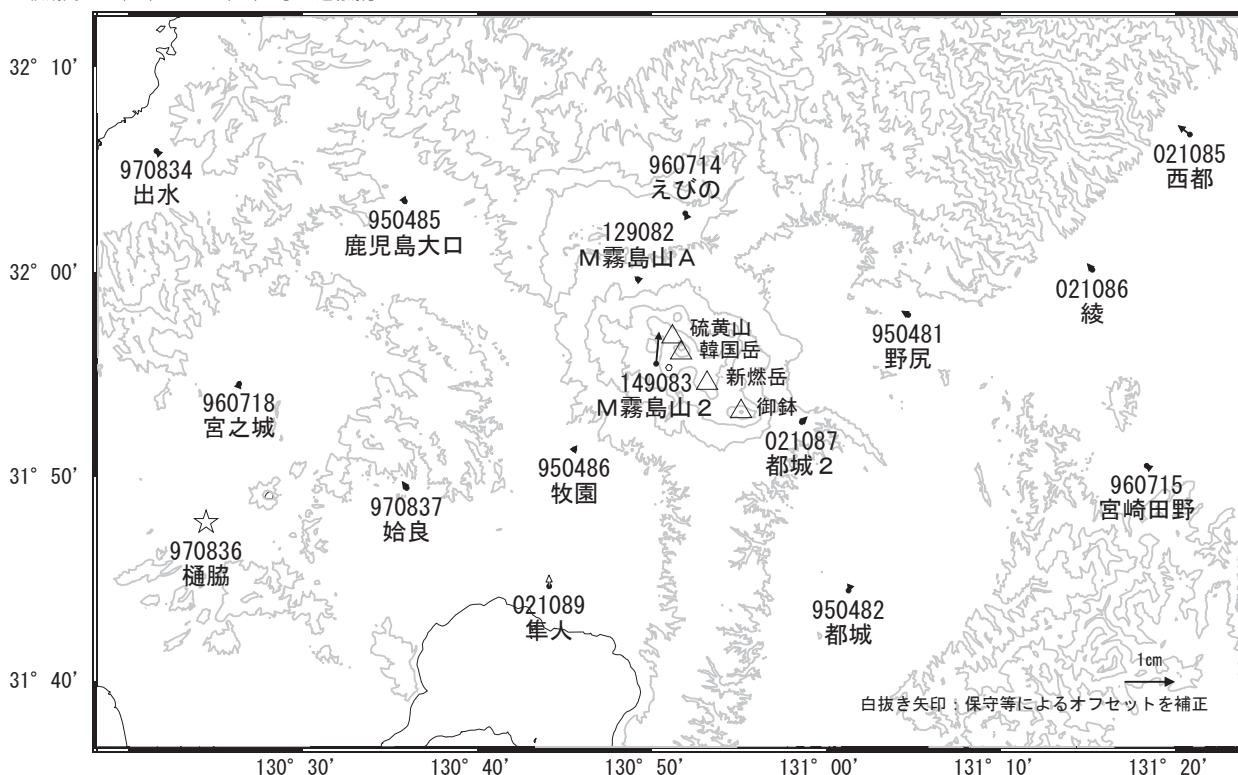 32° 10′
970834
出水
950485
鹿児島大口
960714
えびの
129082
M霧島山A
021085
西都
32° 00′
021086
綾
950481
野尻
硫黄山
韓国岳
新燃岳
御鉢
149083
M霧島山2
960718
宮之城
021087
都城2
950486
牧園
31° 50′
970837
姶良
960715
宮崎田野
970836
樋脇
021089
隼人
950482
都城
31° 40′
1cm
白抜き矢印：保守等によるオフセットを補正
130° 30′
130° 40′
130° 50′
131° 00′
131° 10′
131° 20′